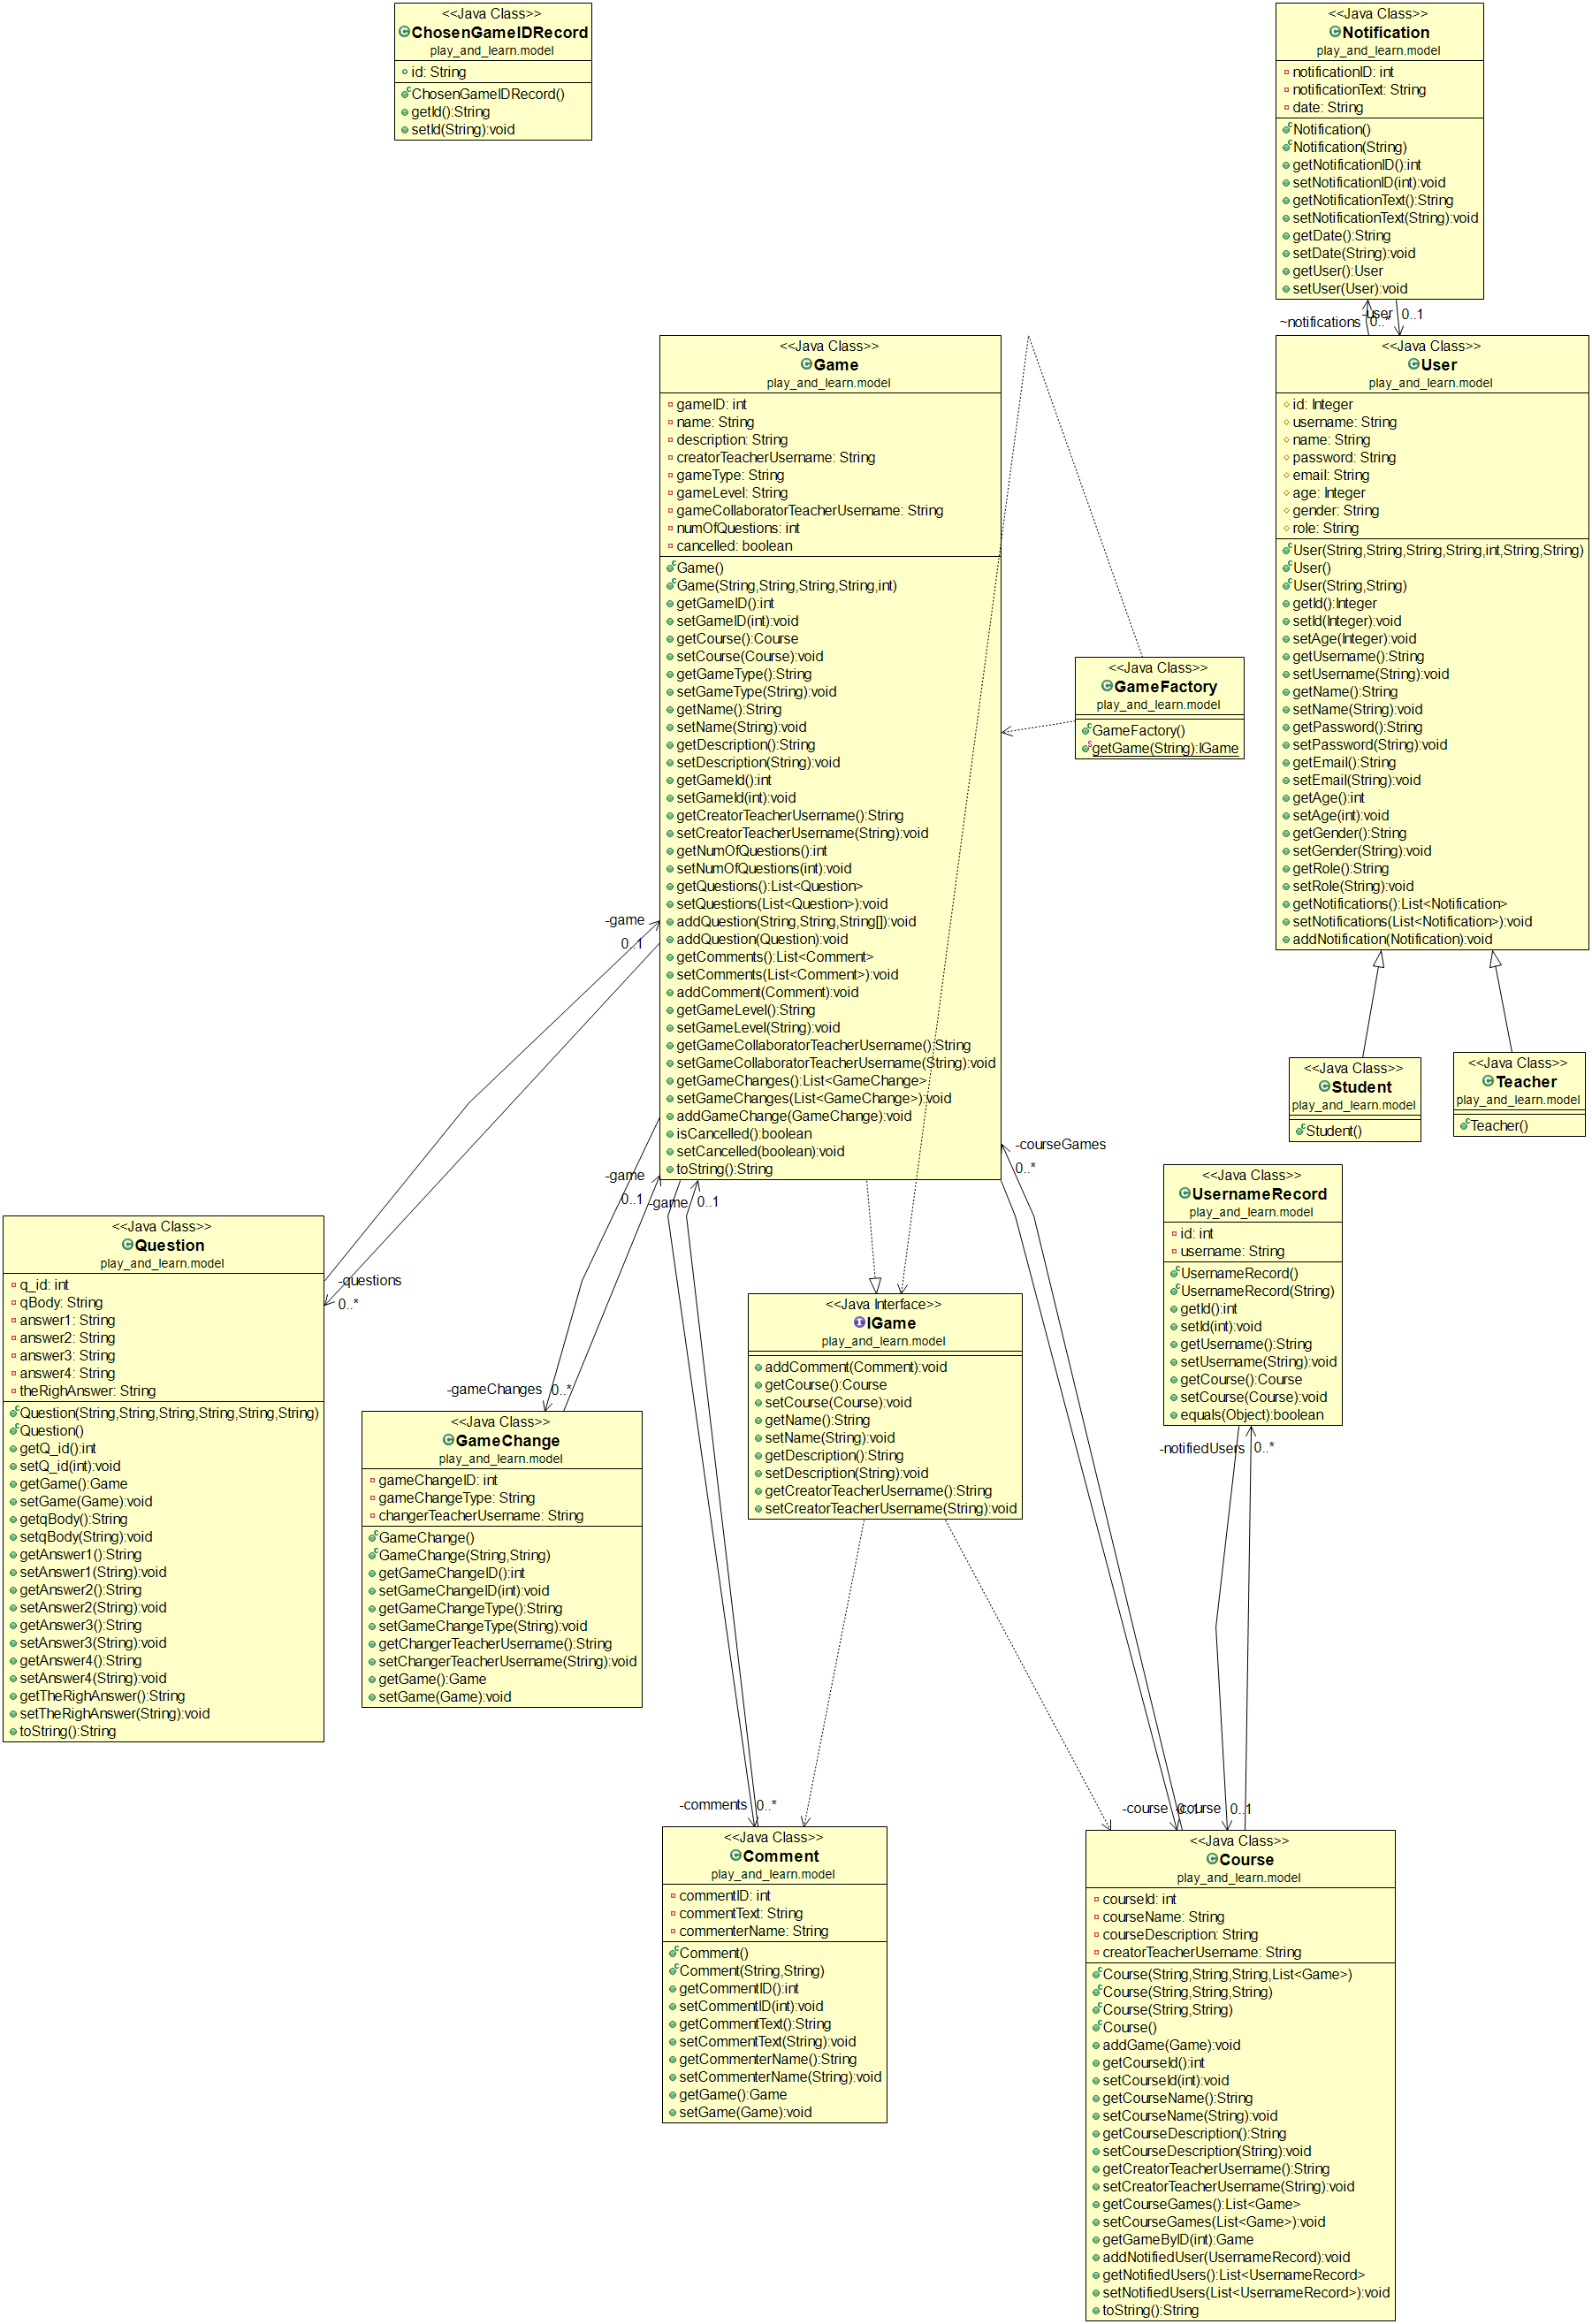 <<Java Class>>
ChosenGameIDRecord
play_and_learn.model
id: String
ChosenGameIDRecord()
getId():String
setId(String):void
<<Java Class>>
Notification
play_and_learn.model
notificationID: int
notificationText: String
date: String
Notification()
Notification(String)
getNotificationID():int
setNotificationID(int):void
getNotificationText():String
setNotificationText(String):void
getDate():String
setDate(String):void
getUser():User
setUser(User):void
-user 0..1
~notifications 0..*
<<Java Class>>
Game
play_and_learn.model
gameID: int
name: String
description: String
creatorTeacherUsername: String
gameType: String
gameLevel: String
gameCollaboratorTeacherUsername: String
numOfQuestions: int
cancelled: boolean
Game()
Game(String,String,String,String,int)
getGameID():int
setGameID(int):void
getCourse():Course
setCourse(Course):void
getGameType():String
setGameType(String):void
getName():String
setName(String):void
getDescription():String
setDescription(String):void
getGameId():int
setGameId(int):void
getCreatorTeacherUsername():String
setCreatorTeacherUsername(String):void
getNumOfQuestions():int
setNumOfQuestions(int):void
getQuestions():List<Question>
setQuestions(List<Question>):void
addQuestion(String,String,String[]):void
addQuestion(Question):void
getComments():List<Comment>
setComments(List<Comment>):void
addComment(Comment):void
getGameLevel():String
setGameLevel(String):void
getGameCollaboratorTeacherUsername():String
setGameCollaboratorTeacherUsername(String):void
getGameChanges():List<GameChange>
setGameChanges(List<GameChange>):void
addGameChange(GameChange):void
isCancelled():boolean
setCancelled(boolean):void
toString():String
<<Java Class>>
User
play_and_learn.model
id: Integer
username: String
name: String
password: String
email: String
age: Integer
gender: String
role: String
User(String,String,String,String,int,String,String)
User()
User(String,String)
getId():Integer
setId(Integer):void
setAge(Integer):void
getUsername():String
setUsername(String):void
getName():String
setName(String):void
getPassword():String
setPassword(String):void
getEmail():String
setEmail(String):void
getAge():int
setAge(int):void
getGender():String
setGender(String):void
getRole():String
setRole(String):void
getNotifications():List<Notification>
setNotifications(List<Notification>):void
addNotification(Notification):void
<<Java Class>>
GameFactory
play_and_learn.model
GameFactory()
getGame(String):IGame
-game
0..1
<<Java Class>>
Student
play_and_learn.model
Student()
<<Java Class>>
Teacher
play_and_learn.model
Teacher()
-courseGames
0..*
-game
0..1
-game 0..1
<<Java Class>>
UsernameRecord
play_and_learn.model
id: int
username: String
UsernameRecord()
UsernameRecord(String)
getId():int
setId(int):void
getUsername():String
setUsername(String):void
getCourse():Course
setCourse(Course):void
equals(Object):boolean
<<Java Class>>
Question
play_and_learn.model
q_id: int
qBody: String
answer1: String
answer2: String
answer3: String
answer4: String
theRighAnswer: String
Question(String,String,String,String,String,String)
Question()
getQ_id():int
setQ_id(int):void
getGame():Game
setGame(Game):void
getqBody():String
setqBody(String):void
getAnswer1():String
setAnswer1(String):void
getAnswer2():String
setAnswer2(String):void
getAnswer3():String
setAnswer3(String):void
getAnswer4():String
setAnswer4(String):void
getTheRighAnswer():String
setTheRighAnswer(String):void
toString():String
-questions
0..*
<<Java Interface>>
IGame
play_and_learn.model
addComment(Comment):void
getCourse():Course
setCourse(Course):void
getName():String
setName(String):void
getDescription():String
setDescription(String):void
getCreatorTeacherUsername():String
setCreatorTeacherUsername(String):void
-gameChanges 0..*
<<Java Class>>
GameChange
play_and_learn.model
gameChangeID: int
gameChangeType: String
changerTeacherUsername: String
GameChange()
GameChange(String,String)
getGameChangeID():int
setGameChangeID(int):void
getGameChangeType():String
setGameChangeType(String):void
getChangerTeacherUsername():String
setChangerTeacherUsername(String):void
getGame():Game
setGame(Game):void
-notifiedUsers 0..*
-comments 0..*
-course 0..1
-course 0..1
<<Java Class>>
Comment
play_and_learn.model
commentID: int
commentText: String
commenterName: String
Comment()
Comment(String,String)
getCommentID():int
setCommentID(int):void
getCommentText():String
setCommentText(String):void
getCommenterName():String
setCommenterName(String):void
getGame():Game
setGame(Game):void
<<Java Class>>
Course
play_and_learn.model
courseId: int
courseName: String
courseDescription: String
creatorTeacherUsername: String
Course(String,String,String,List<Game>)
Course(String,String,String)
Course(String,String)
Course()
addGame(Game):void
getCourseId():int
setCourseId(int):void
getCourseName():String
setCourseName(String):void
getCourseDescription():String
setCourseDescription(String):void
getCreatorTeacherUsername():String
setCreatorTeacherUsername(String):void
getCourseGames():List<Game>
setCourseGames(List<Game>):void
getGameByID(int):Game
addNotifiedUser(UsernameRecord):void
getNotifiedUsers():List<UsernameRecord>
setNotifiedUsers(List<UsernameRecord>):void
toString():String